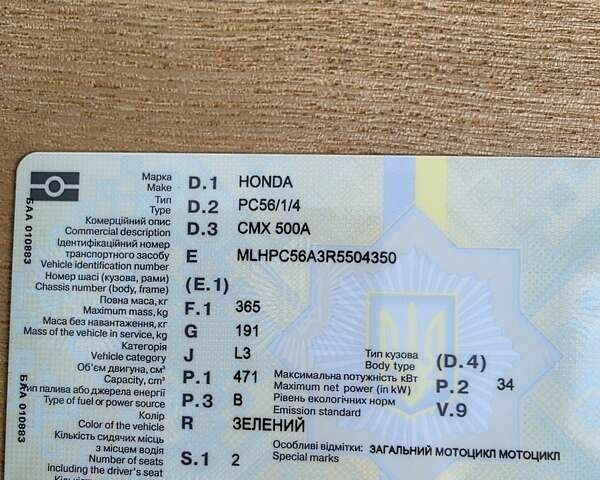 Марка
Make D.1 HONDA
Тип
Type D.2 PC56/1/4
Комерційний опис
Commercial description D.3 CMX 500A
Ідентифікаційний номер
транспортного засобу
Vehicle identification number E MLHPC56A3R5504350
Номер шасі (кузова, рами)
Chassis number (body, frame) (E.1)
Повна маса, кг
Maximum mass, kg F.1 365
Маса без навантаження, кг
Mass of the vehicle in service, kg G 191
Категорія
Vehicle category J L3
Тип кузова
Body type (D.4)
Об'єм двигуна, см³
Capacity, cm³ P.1 471
Максимальна потужність кВт
Maximum net power (in kW) P.2 34
Тип палива або джерела енергії
Type of fuel or power source P.3 B
Рівень екологічних норм
Emission standard V.9
Колір
Color of the vehicle R ЗЕЛЕНИЙ
Кількість сидячих місць
з місцем водія
Number of seats
including the driver's seat S.1 2
Особливі відмітки: ЗАГАЛЬНИЙ МОТОЦИКЛ МОТОЦИКЛ
Special marks
БАА 010883
БАА 010883